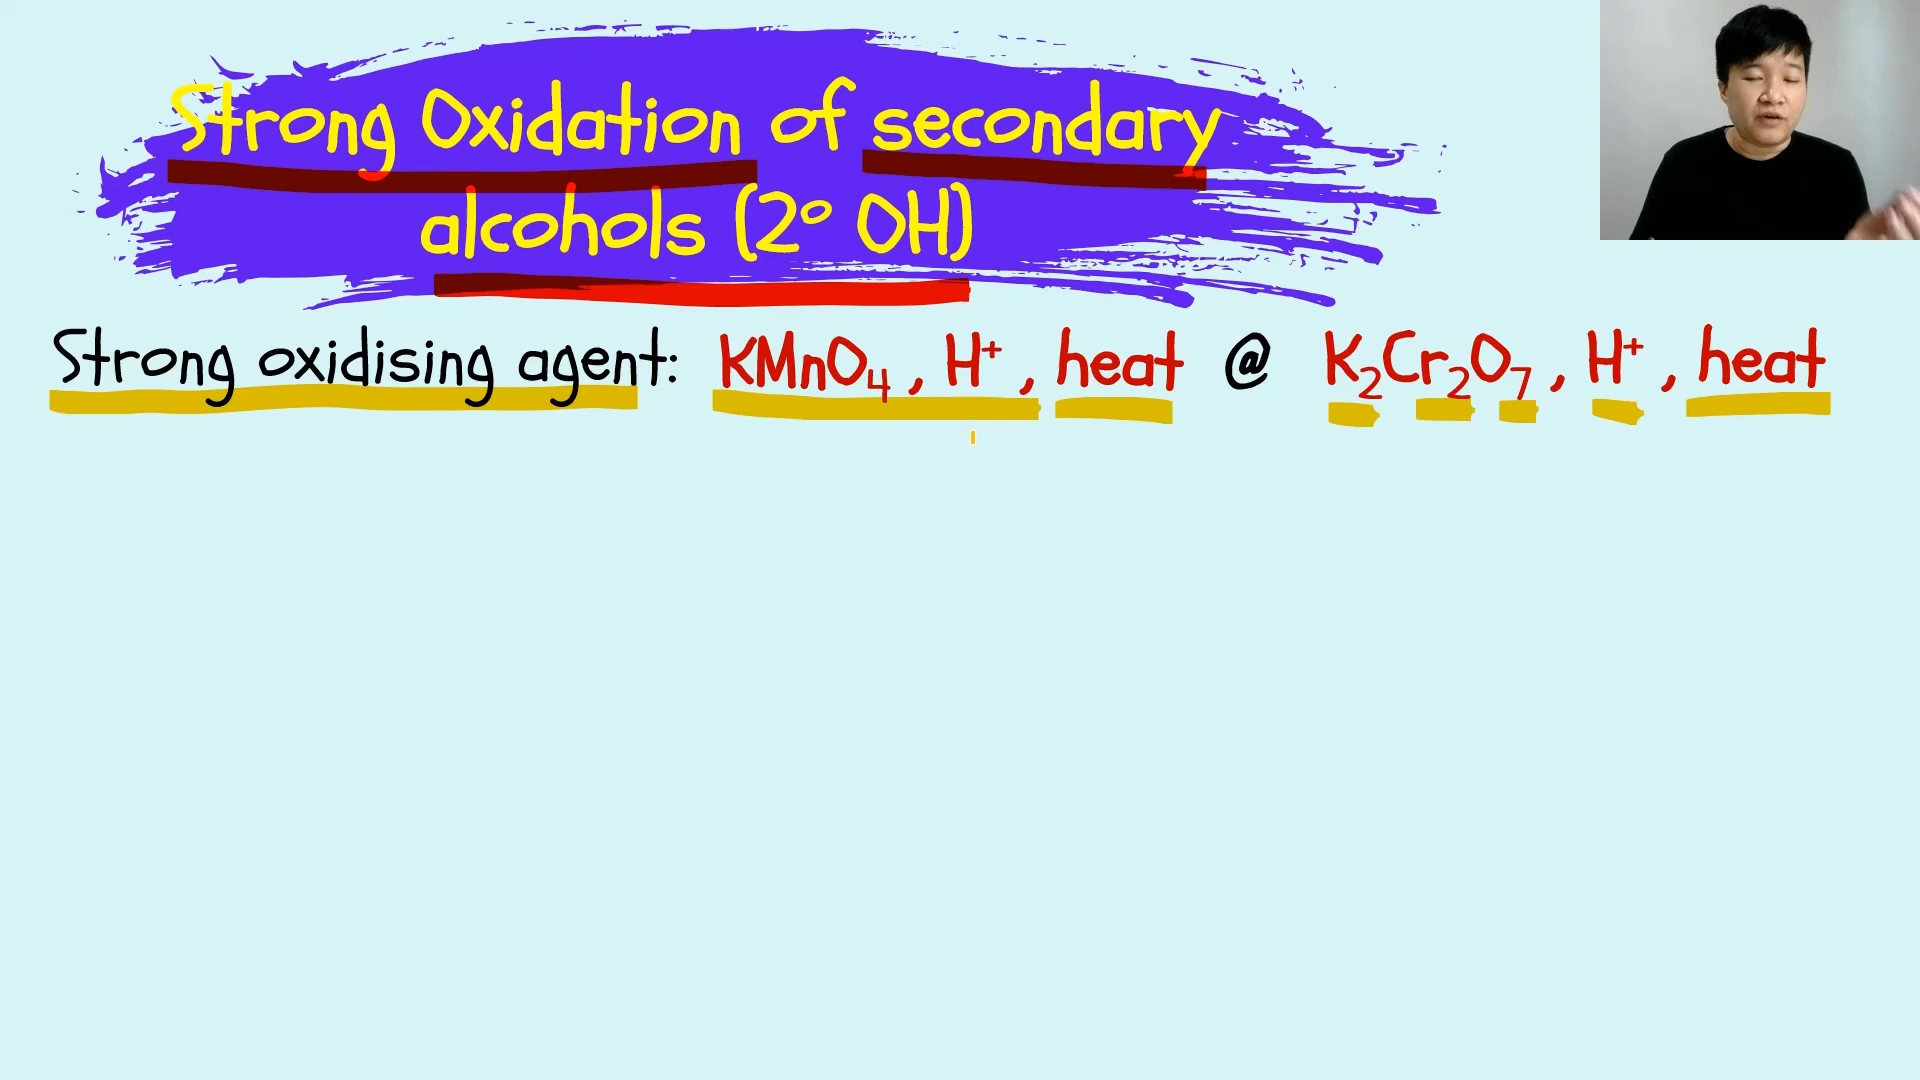 Strong Oxidation of secondary
alcohols (2° OH)
Strong oxidising agent: KMnO₄, H⁺, heat @ K₂Cr₂O₇, H⁺, heat